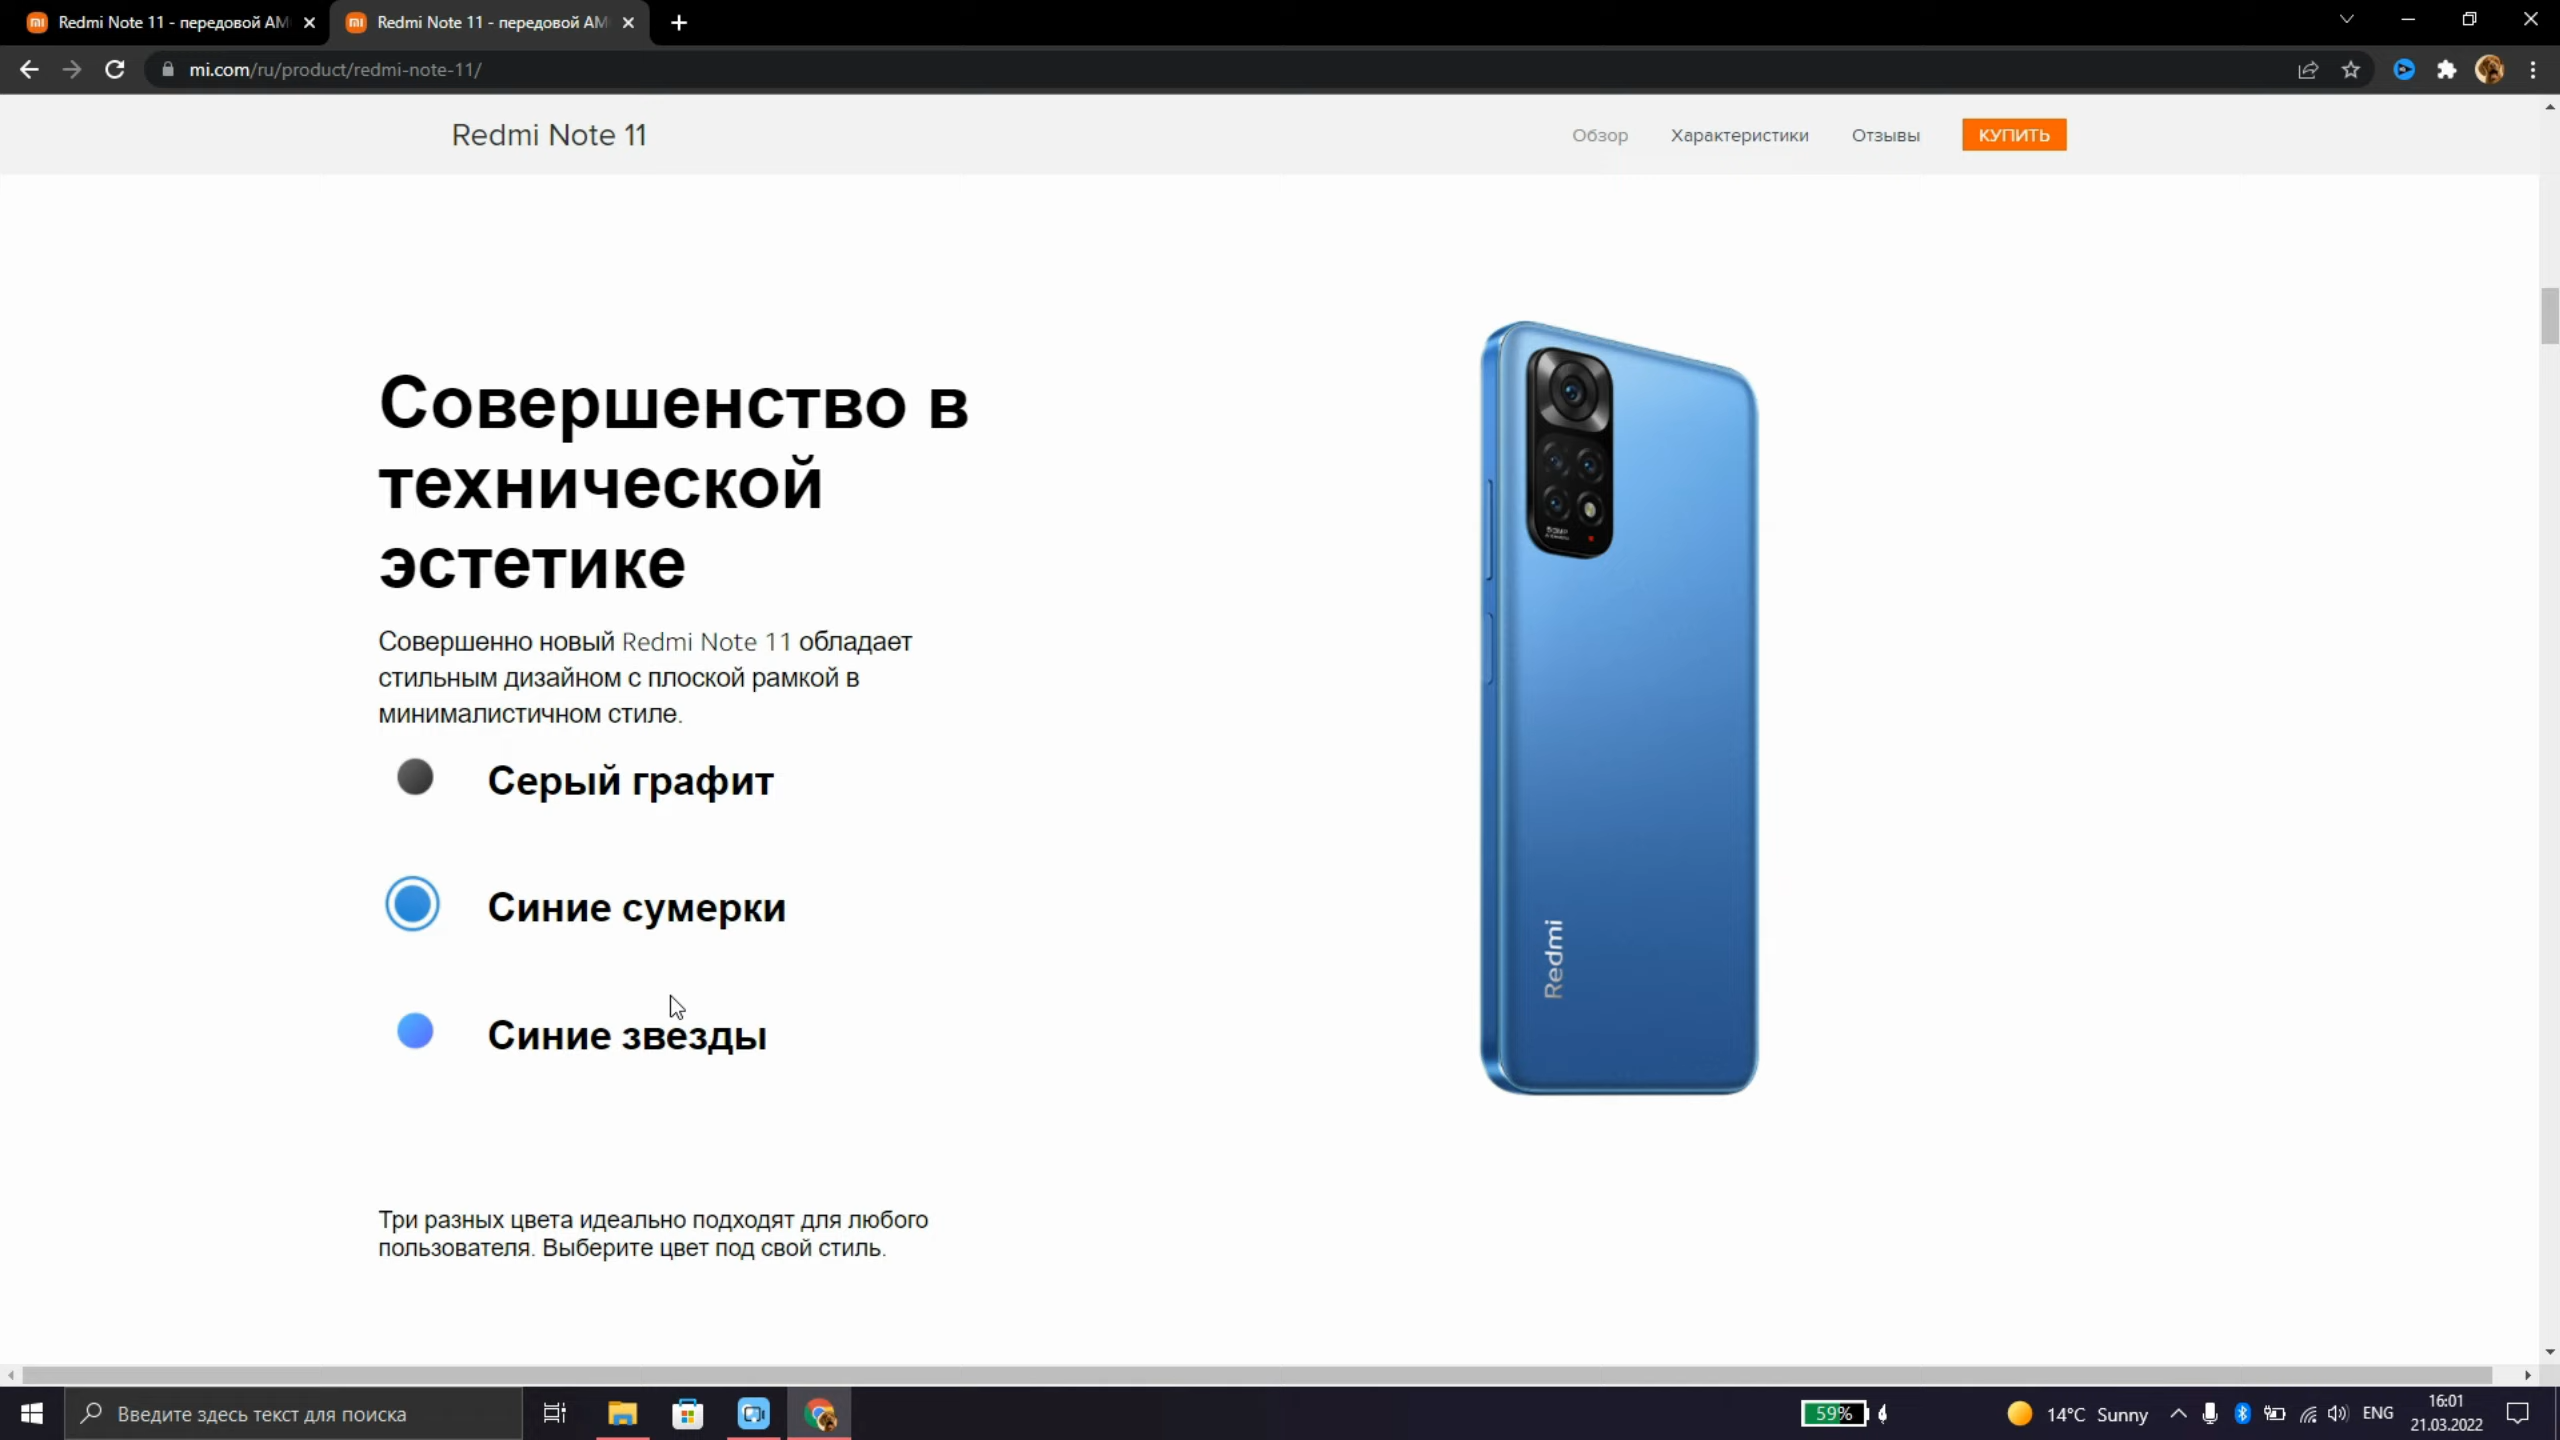 Redmi Note 11 - передовой AM
Redmi Note 11 - передовой AM
mi.com/ru/product/redmi-note-11/
Redmi Note 11
Обзор
Характеристики
Отзывы
КУПИТЬ
Совершенство в
технической
эстетике
Совершенно новый Redmi Note 11 обладает
стильным дизайном с плоской рамкой в
минималистичном стиле.
Серый графит
Синие сумерки
Синие звезды
Три разных цвета идеально подходят для любого
пользователя. Выберите цвет под свой стиль.
50MP
Redmi
Введите здесь текст для поиска
59%
14°C Sunny
ENG
16:01
21.03.2022